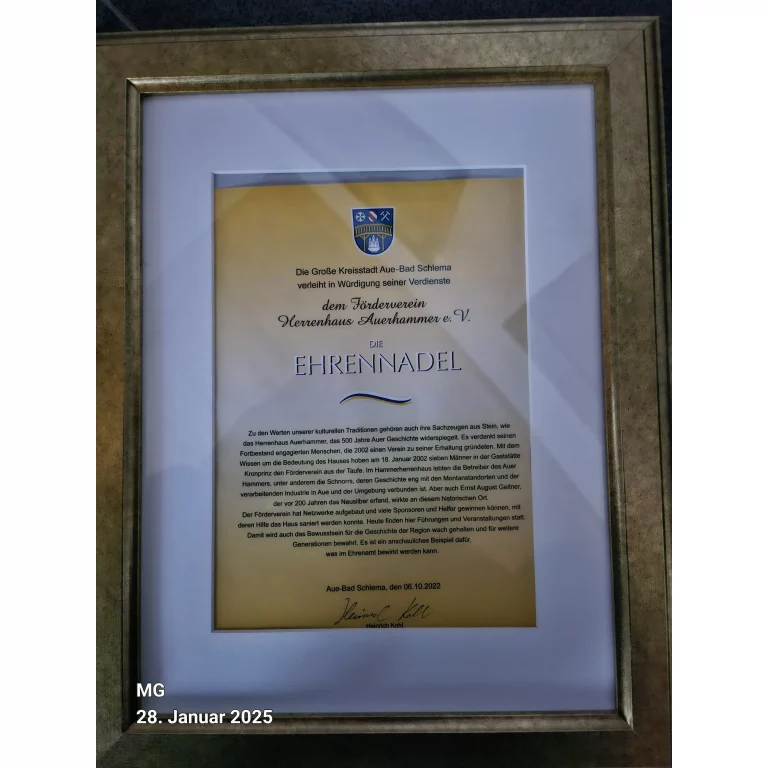 Die Große Kreisstadt Aue-Bad Schlema
verleiht in Würdigung seiner Verdienste
dem Förderverein
Herrenhaus Auerhammer e. V.
DIE
EHRENNADEL
Zu den Werten unserer kulturellen Traditionen gehören auch ihre Sachzeugen aus Stein, wie
das Herrenhaus Auerhammer, das 500 Jahre Auer Geschichte widerspiegelt. Es verdankt seinen
Fortbestand engagierten Menschen, die 2002 einen Verein zu seiner Erhaltung gründeten. Mit dem
Wissen um die Bedeutung des Hauses hoben am 18. Januar 2002 sieben Männer in der Gaststätte
Kronprinz den Förderverein aus der Taufe. Im Hammerherrenhaus lebten die Betreiber des Auer
Hammers, unter anderem die Schnorrs, deren Geschichte eng mit den Montanstandorten und der
verarbeitenden Industrie in Aue und der Umgebung verbunden ist. Aber auch Ernst August Geitner,
der vor 200 Jahren das Neusilber erfand, wirkte an diesem historischen Ort.
Der Förderverein hat Netzwerke aufgebaut und viele Sponsoren und Helfer gewinnen können, mit
deren Hilfe das Haus saniert werden konnte. Heute finden hier Führungen und Veranstaltungen statt.
Damit wird auch das Bewusstsein für die Geschichte der Region wach gehalten und für weitere
Generationen bewahrt. Es ist ein anschauliches Beispiel dafür,
was im Ehrenamt bewirkt werden kann.
Aue-Bad Schlema, den 06.10.2022
Heinrich Kohl
Heinrich Kohl
MG
28. Januar 2025